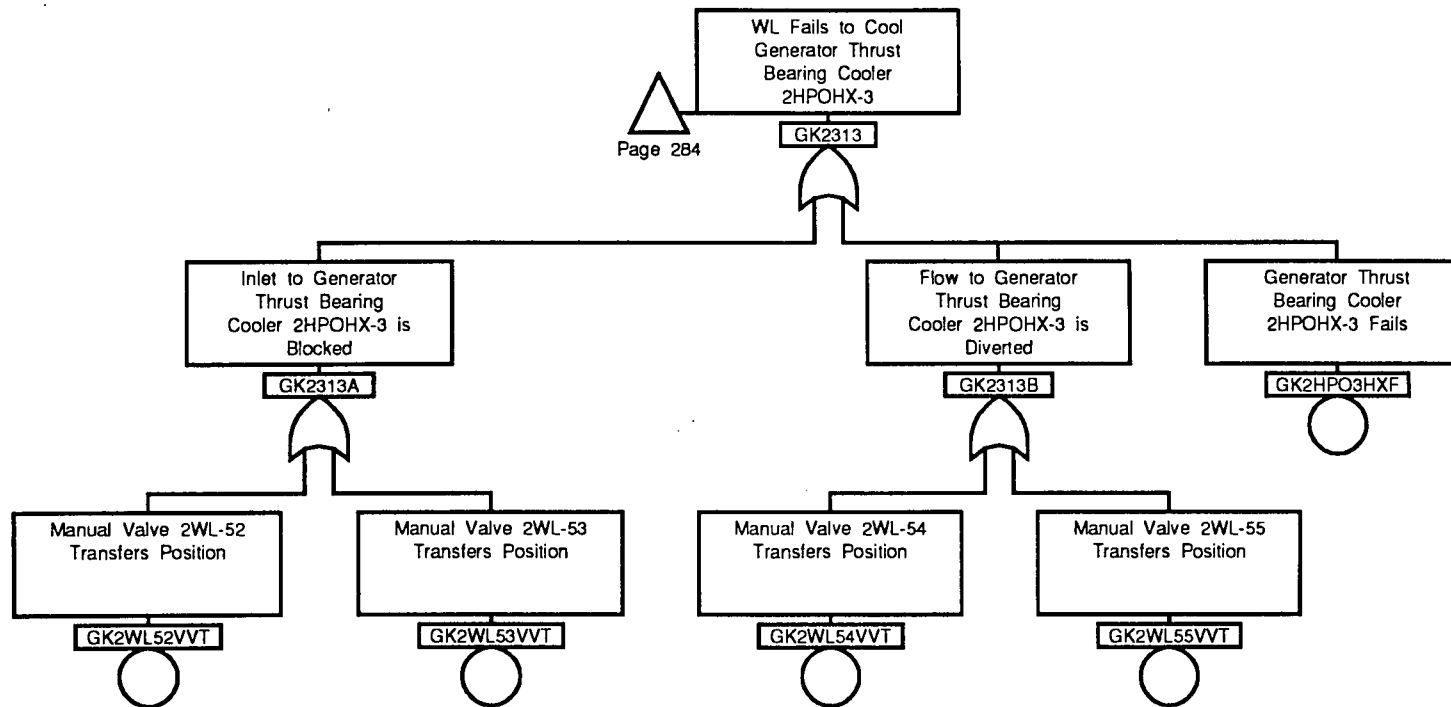 WL Fails to Cool
Generator Thrust
Bearing Cooler
2HPOHX-3
Page 284
GK2313
Inlet to Generator
Thrust Bearing
Cooler 2HPOHX-3 is
Blocked
GK2313A
Flow to Generator
Thrust Bearing
Cooler 2HPOHX-3 is
Diverted
GK2313B
Generator Thrust
Bearing Cooler
2HPOHX-3 Fails
GK2HPO3HXF
Manual Valve 2WL-52
Transfers Position
GK2WL52VVT
Manual Valve 2WL-53
Transfers Position
GK2WL53VVT
Manual Valve 2WL-54
Transfers Position
GK2WL54VVT
Manual Valve 2WL-55
Transfers Position
GK2WL55VVT